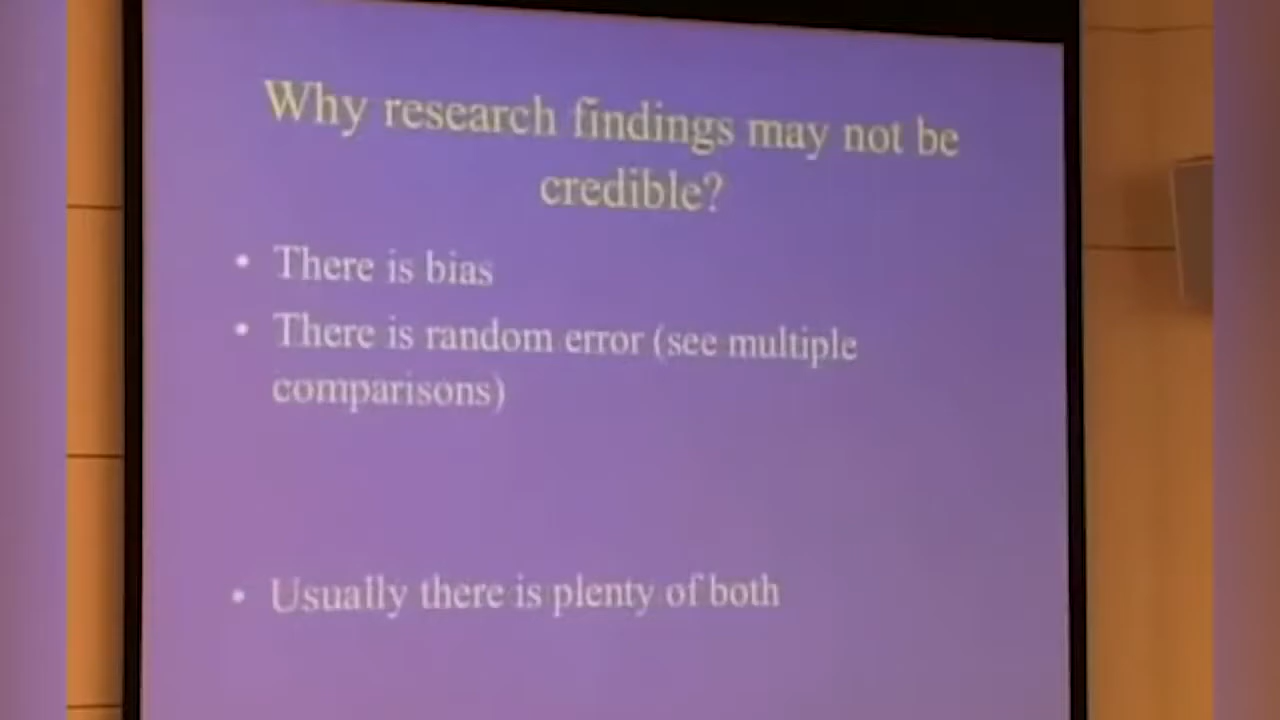 Why research findings may not be
credible?
• There is bias
• There is random error (see multiple
comparisons)
• Usually there is plenty of both